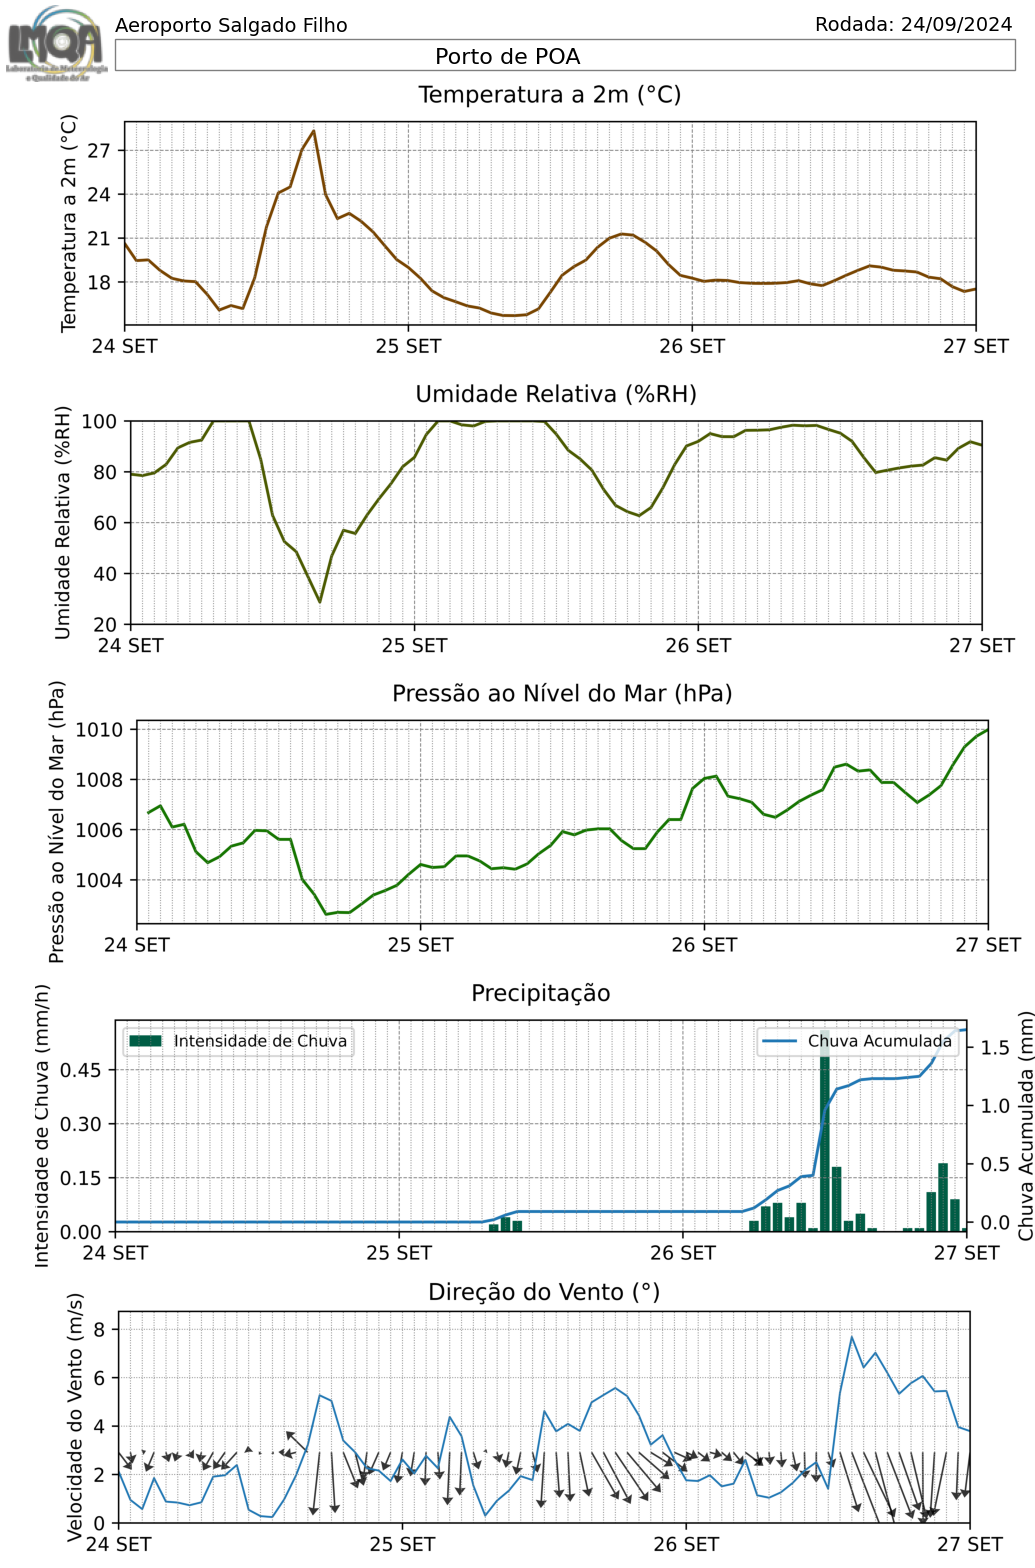 LMQA
Laboratório de Meteorologia
e Qualidade do Ar
Aeroporto Salgado Filho
Rodada: 24/09/2024
Porto de POA
Temperatura a 2m (°C)
Temperatura a 2m (°C)
27
24
21
18
24 SET 25 SET 26 SET 27 SET
Umidade Relativa (%RH)
Umidade Relativa (%RH)
100
80
60
40
20
24 SET 25 SET 26 SET 27 SET
Pressão ao Nível do Mar (hPa)
Pressão ao Nível do Mar (hPa)
1010
1008
1006
1004
24 SET 25 SET 26 SET 27 SET
Precipitação
Intensidade de Chuva (mm/h)
Intensidade de Chuva
Chuva Acumulada
0.45
0.30
0.15
0.00
1.5
1.0
0.5
0.0
Chuva Acumulada (mm)
24 SET 25 SET 26 SET 27 SET
Direção do Vento (°)
Velocidade do Vento (m/s)
8
6
4
2
0
24 SET 25 SET 26 SET 27 SET